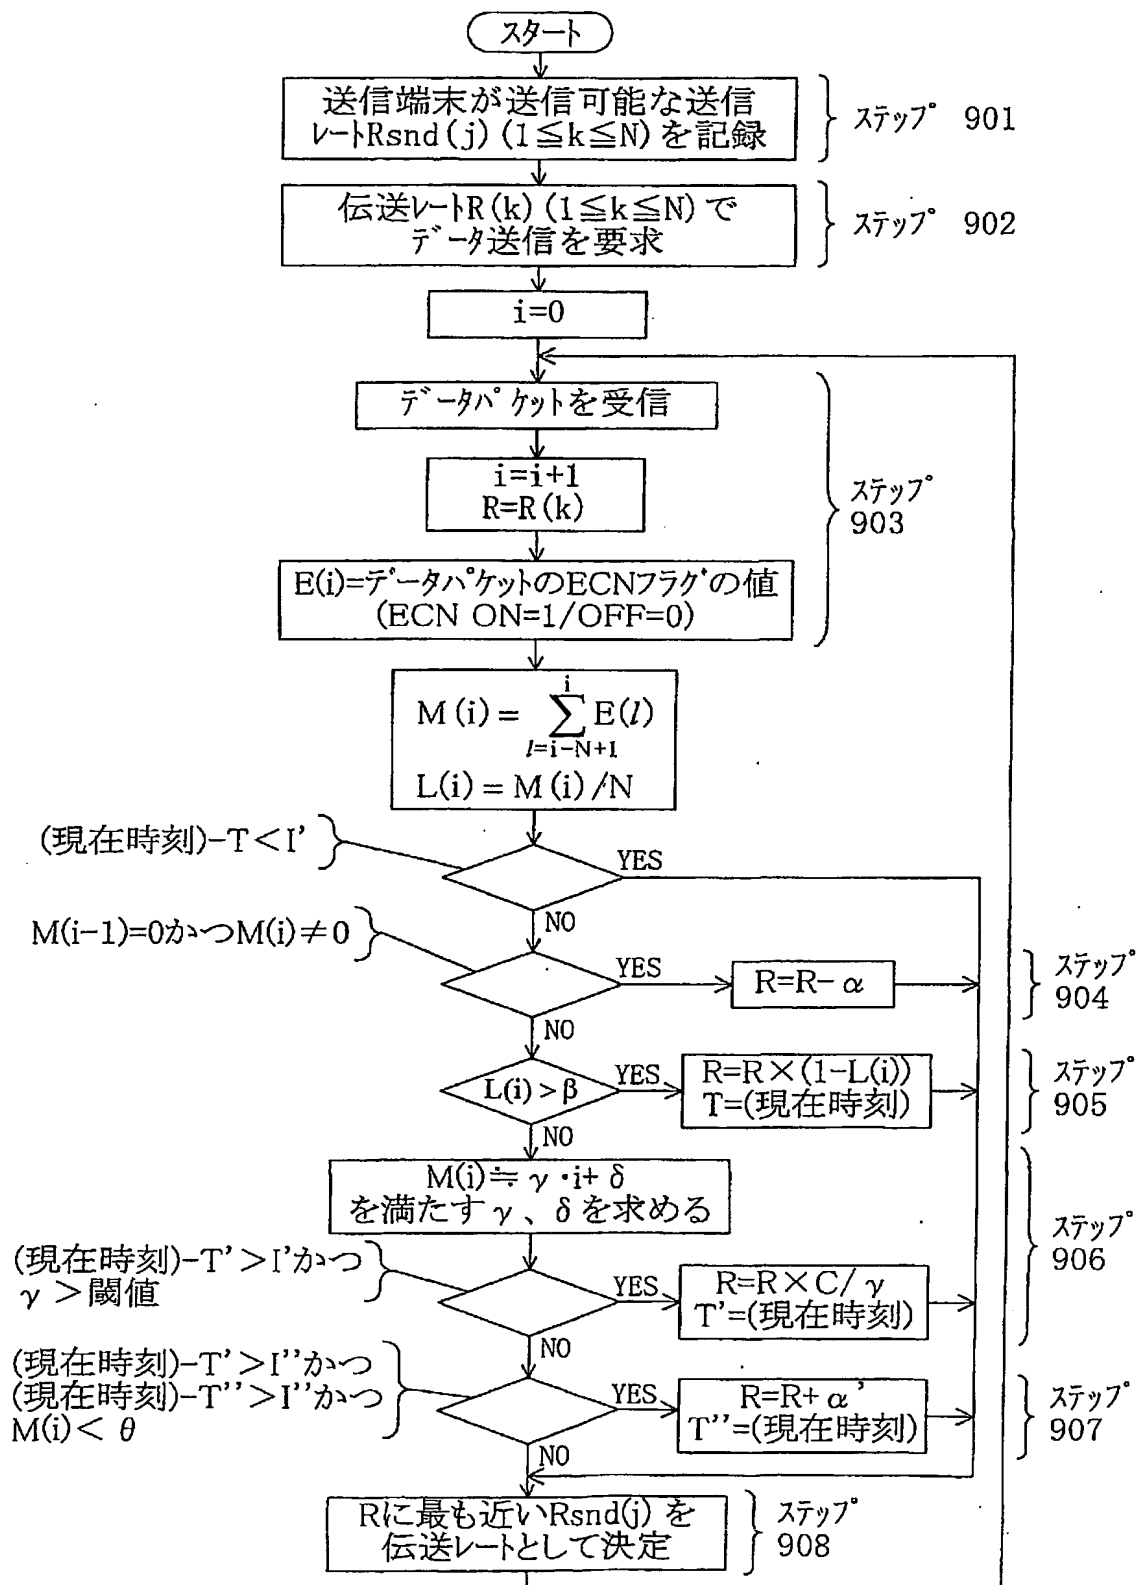 スタート
送信端末が送信可能な送信
レートRsnd(j)(1≦k≦N)を記録
ステップ 901
伝送レートR(k)(1≦k≦N)で
データ送信を要求
ステップ 902
i=0
データパケットを受信
i=i+1
R=R(k)
ステップ
903
E(i)=データパケットのECNフラグの値
(ECN ON=1/OFF=0)
M(i)= i ∑ l=i-N+1 E(l)
L(i)=M(i)/N
(現在時刻)-T<I'
YES
NO
M(i-1)=0かつM(i)≠0
YES
R=R-α
ステップ
904
NO
L(i)>β
YES
R=R×(1-L(i))
T=(現在時刻)
ステップ
905
NO
M(i)≒γ・i+δ
を満たすγ、δを求める
ステップ
906
(現在時刻)-T'>I'かつ
γ>閾値
YES
R=R×C/γ
T'=(現在時刻)
NO
(現在時刻)-T'>I''かつ
(現在時刻)-T''>I''かつ
M(i)<θ
YES
R=R+α'
T''=(現在時刻)
ステップ
907
NO
Rに最も近いRsnd(j)を
伝送レートとして決定
ステップ
908